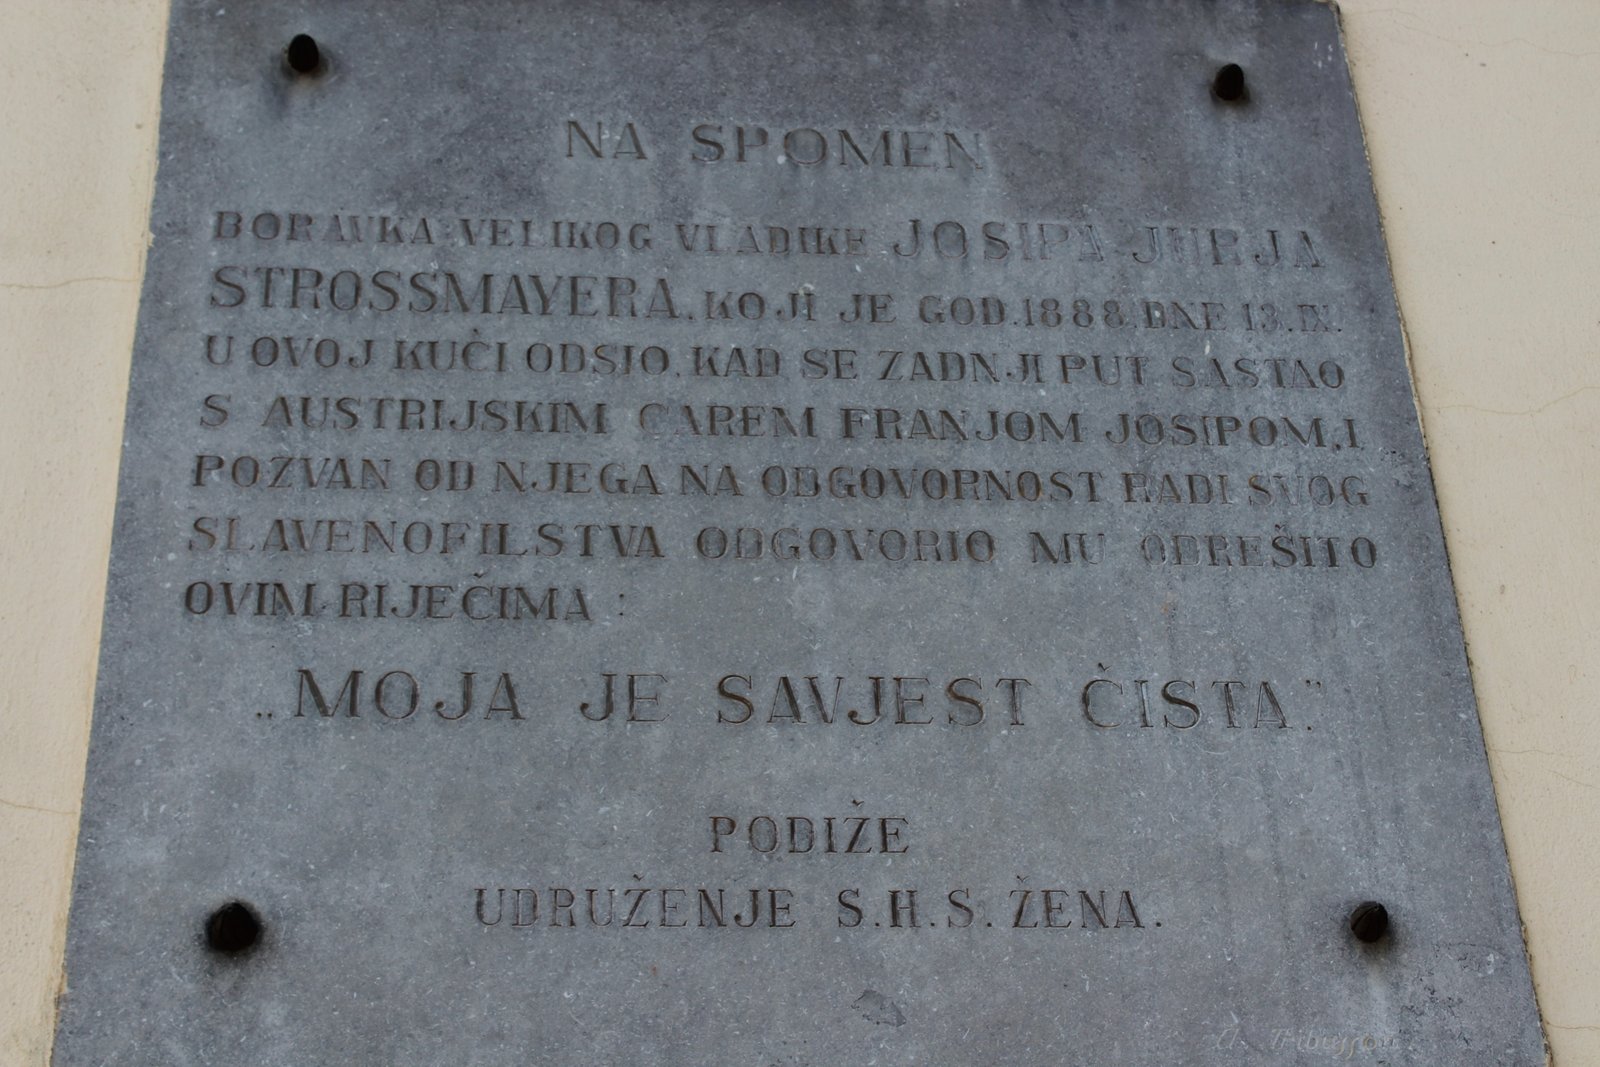 NA SPOMEN
BORAVKA VELIKOG VLADIKE JOSIPA JURJA
STROSSMAYERA, KOJI JE GOD. 1888. DNE 13. IX.
U OVOJ KUĆI ODSJO, KAD SE ZADNJI PUT SASTAO
S AUSTRIJSKIM CAREM FRANJOM JOSIPOM, I
POZVAN OD NJEGA NA ODGOVORNOST RADI SVOG
SLAVENOFILSTVA ODGOVORIO MU ODREŠITO
OVIM RIJEČIMA :
„MOJA JE SAVJEST ČISTA.”
PODIŽE
UDRUŽENJE S.H.S. ŽENA.